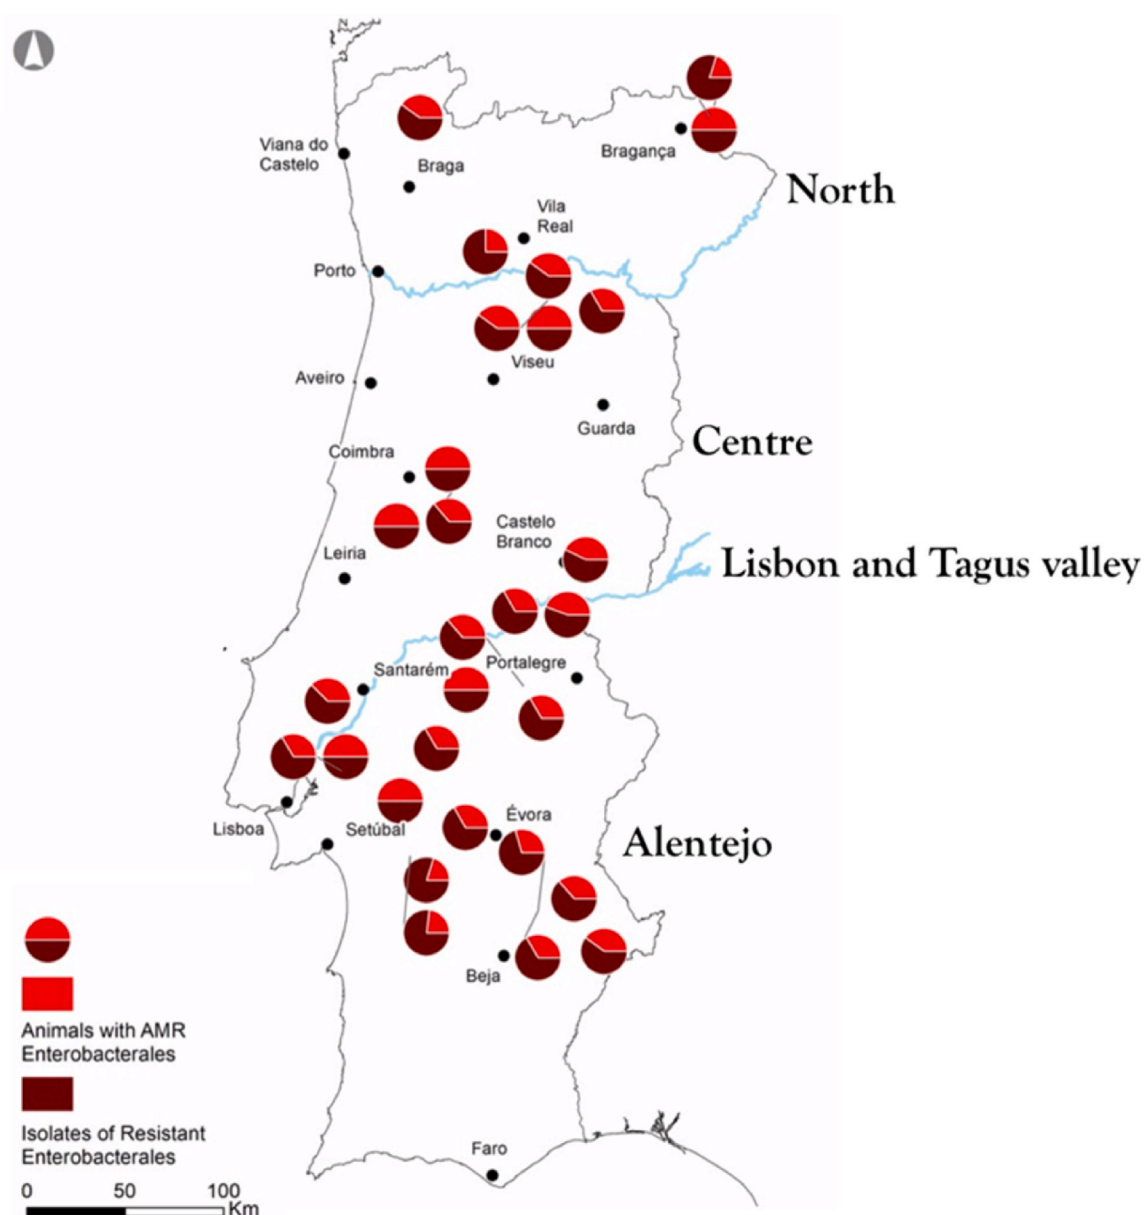 Viana do
Castelo
Braga
Bragança
North
Vila
Real
Porto
Viseu
Aveiro
Guarda
Coimbra
Centre
Castelo
Branco
Leiria
Lisbon and Tagus valley
Santarém
Portalegre
Lisboa
Setúbal
Évora
Alentejo
Beja
Animals with AMR
Enterobacterales
Isolates of Resistant
Enterobacterales
Faro
0 50 100
Km